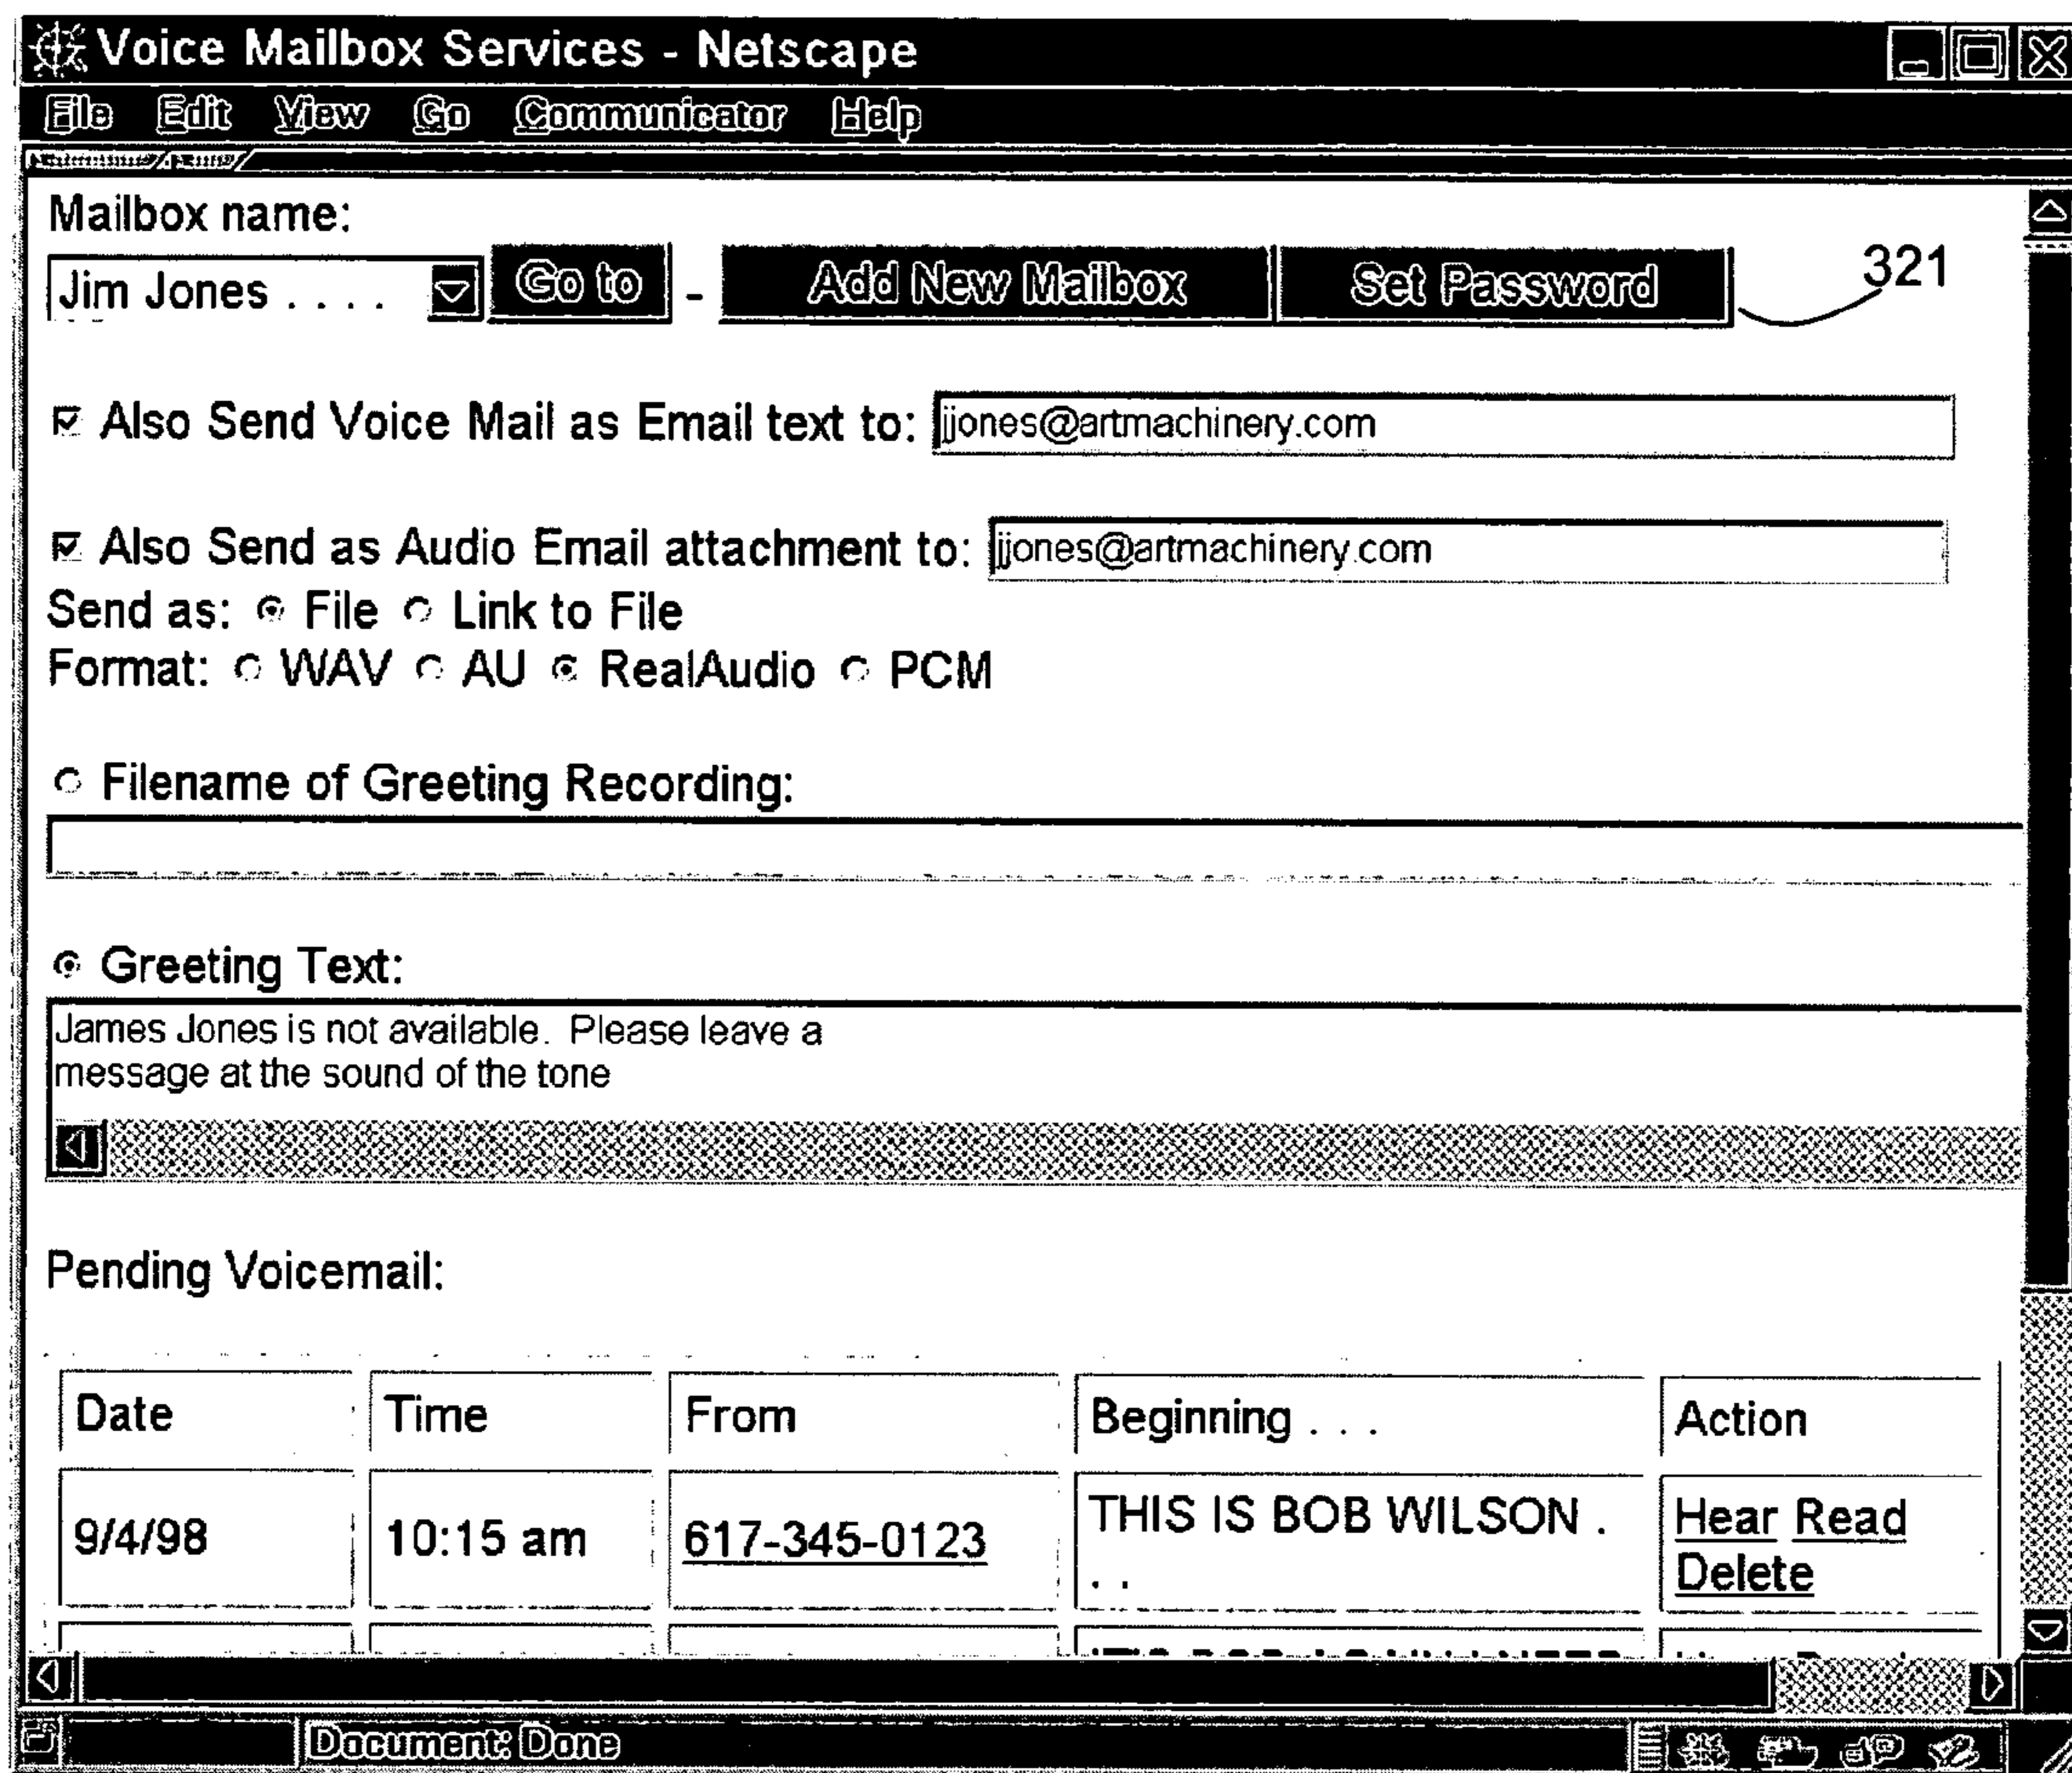 Voice Mailbox Services - Netscape
File Edit View Go Communicator Help
Mailbox name:
Jim Jones . . . . Go to - Add New Mailbox Set Password 321
Also Send Voice Mail as Email text to: jjones@artmachinery.com
Also Send as Audio Email attachment to: jjones@artmachinery.com
Send as: File Link to File
Format: WAV AU RealAudio PCM
Filename of Greeting Recording:
Greeting Text:
James Jones is not available. Please leave a
message at the sound of the tone
Pending Voicemail:
Date Time From Beginning . . . Action
9/4/98 10:15 am 617-345-0123 THIS IS BOB WILSON . Hear Read
. . Delete
Document: Done